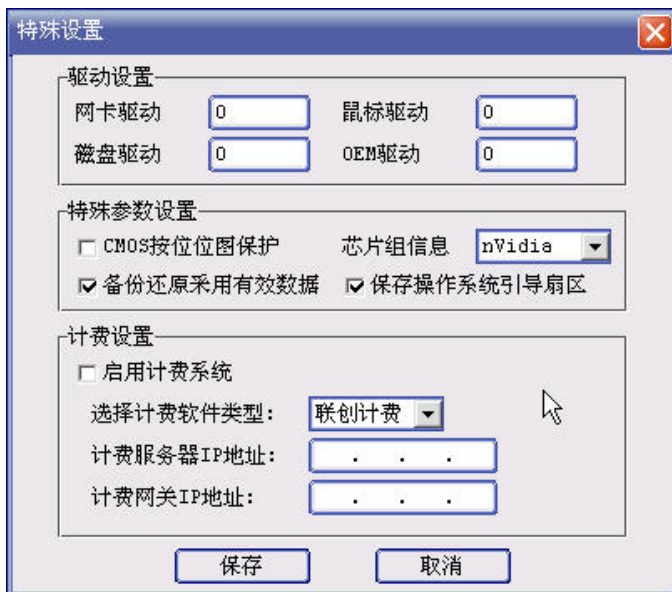 特殊设置
驱动设置
网卡驱动 0 鼠标驱动 0
磁盘驱动 0 OEM驱动 0
特殊参数设置
CMOS按位位图保护 芯片组信息 nVidia
备份还原采用有效数据 保存操作系统引导扇区
计费设置
启用计费系统
选择计费软件类型: 联创计费
计费服务器IP地址: . . .
计费网关IP地址: . . .
保存 取消